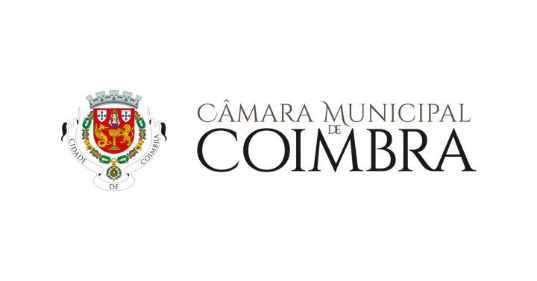 CIDADE DE COIMBRA
CÂMARA MUNICIPAL
DE
COIMBRA